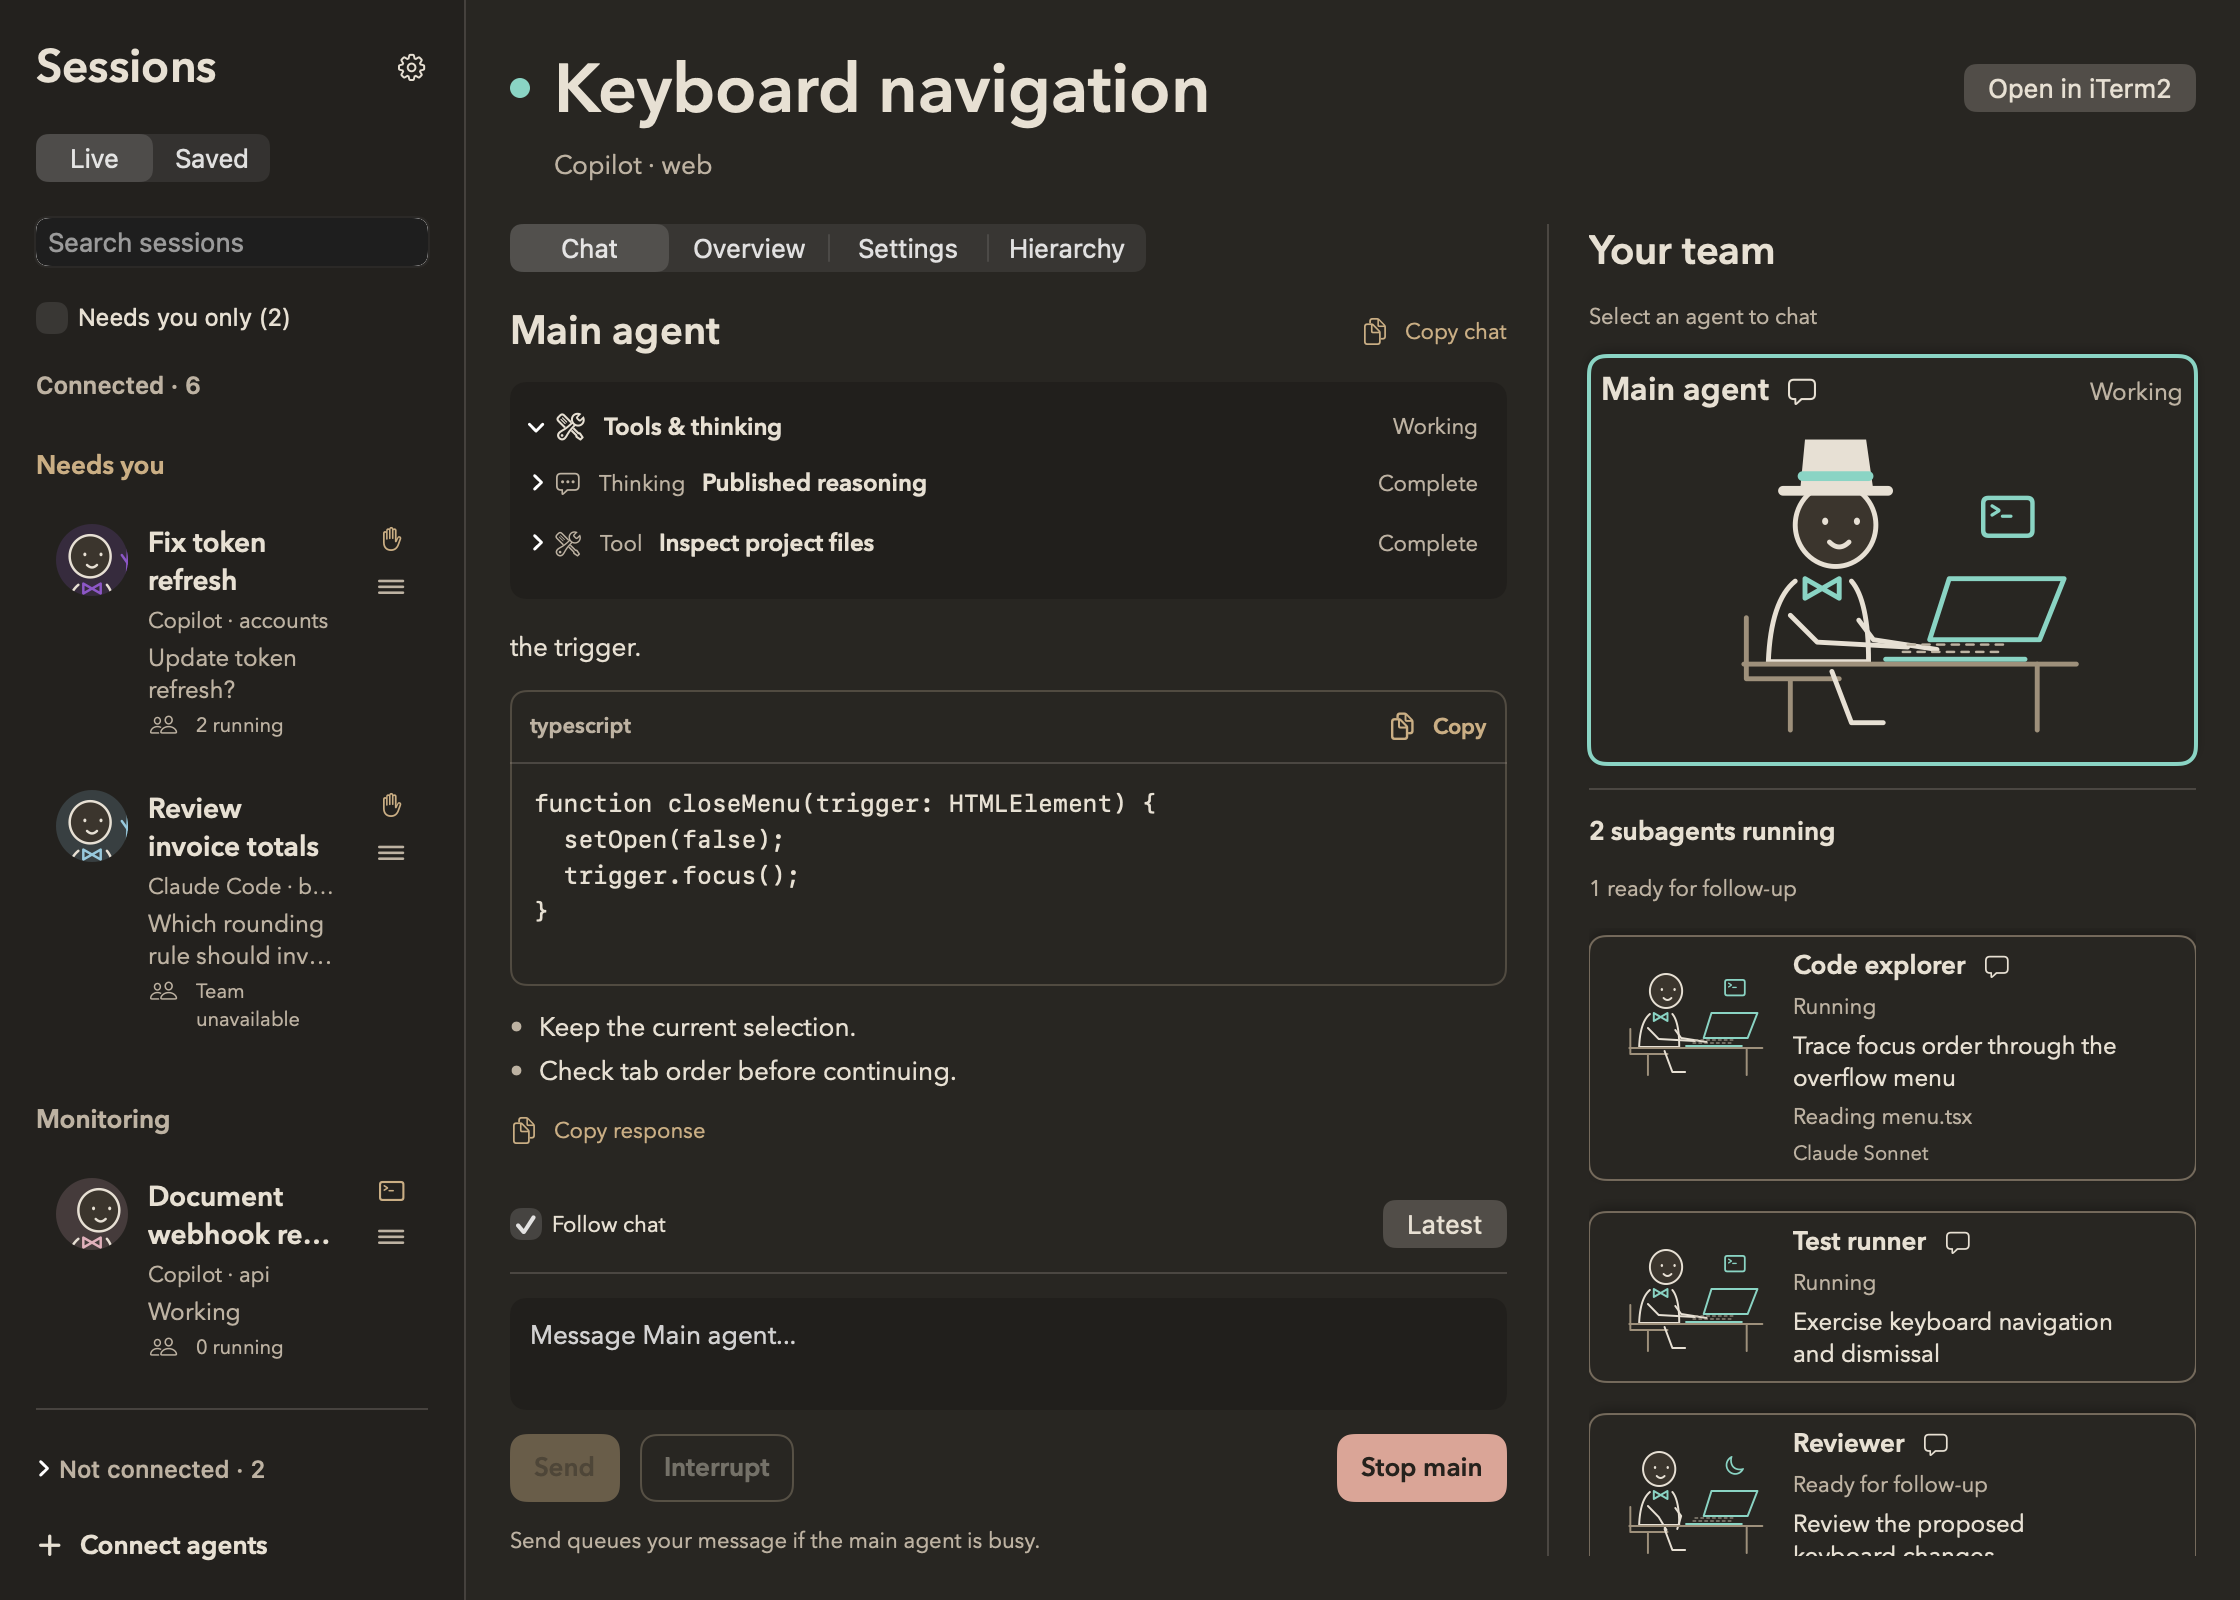 Sessions
Live
Saved
Search sessions
Needs you only (2)
Connected · 6
Needs you
Fix token
refresh
Copilot · accounts
Update token
refresh?
2 running
Review
invoice totals
Claude Code · b…
Which rounding
rule should inv…
Team
unavailable
Monitoring
Document
webhook re…
Copilot · api
Working
0 running
Not connected · 2
Connect agents
Keyboard navigation
Copilot · web
Open in iTerm2
Chat
Overview
Settings
Hierarchy
Main agent
Copy chat
Tools & thinking
Working
Thinking Published reasoning
Complete
Tool Inspect project files
Complete
the trigger.
typescript
Copy
function closeMenu(trigger: HTMLElement) {
  setOpen(false);
  trigger.focus();
}
Keep the current selection.
Check tab order before continuing.
Copy response
Follow chat
Latest
Message Main agent...
Send
Interrupt
Stop main
Send queues your message if the main agent is busy.
Your team
Select an agent to chat
Main agent
Working
2 subagents running
1 ready for follow-up
Code explorer
Running
Trace focus order through the
overflow menu
Reading menu.tsx
Claude Sonnet
Test runner
Running
Exercise keyboard navigation
and dismissal
Reviewer
Ready for follow-up
Review the proposed
keyboard changes